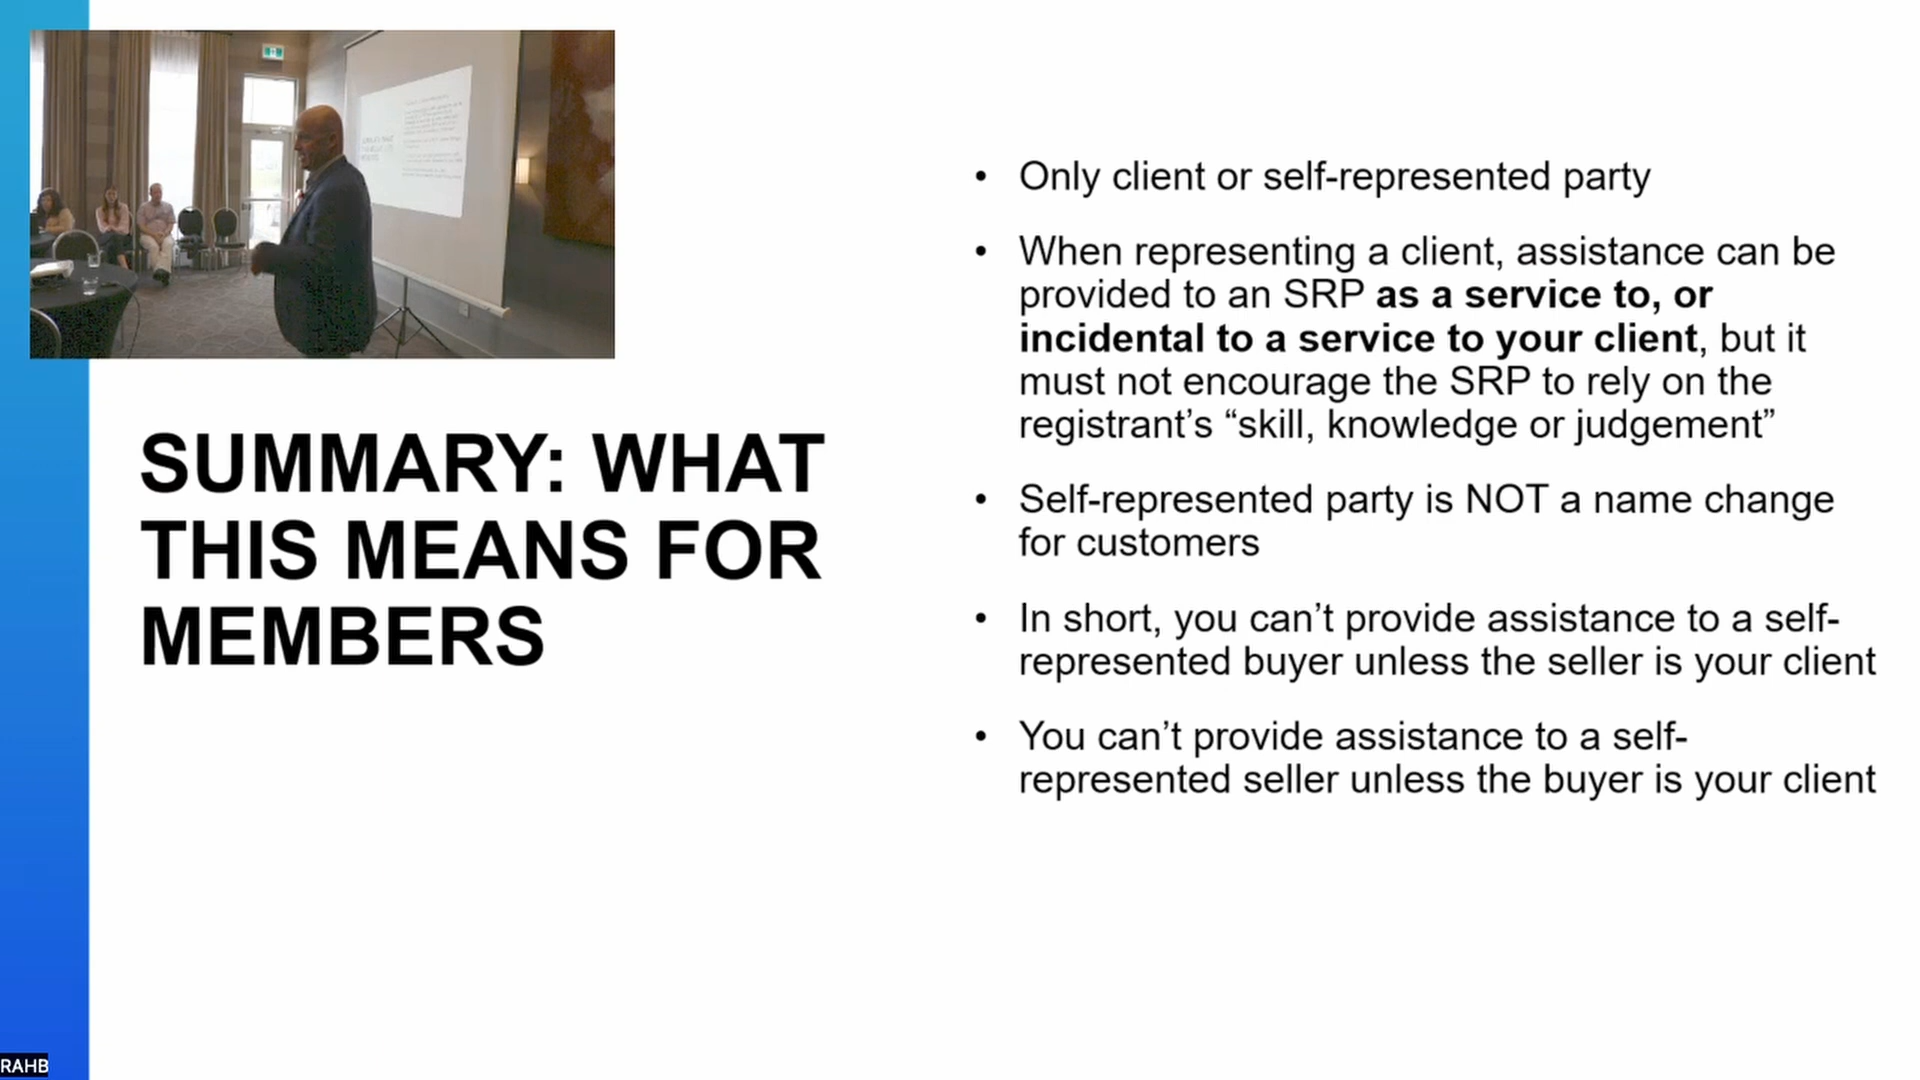 SUMMARY: WHAT
THIS MEANS FOR
MEMBERS
• Only client or self-represented party
• When representing a client, assistance can be
provided to an SRP as a service to, or
incidental to a service to your client, but it
must not encourage the SRP to rely on the
registrant’s “skill, knowledge or judgement”
• Self-represented party is NOT a name change
for customers
• In short, you can’t provide assistance to a self-
represented buyer unless the seller is your client
• You can’t provide assistance to a self-
represented seller unless the buyer is your client
RAHB